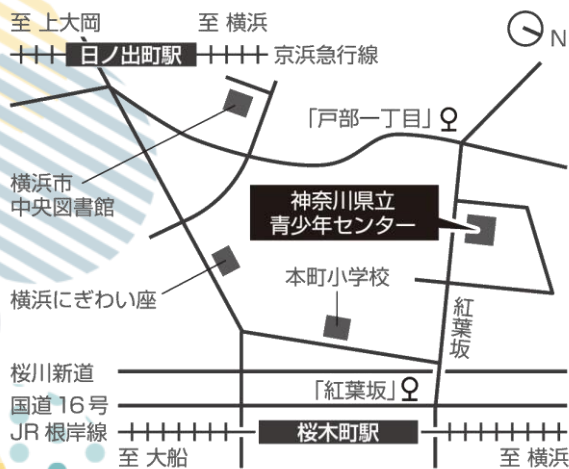 至 上大岡
至 横浜
N
日ノ出町駅
京浜急行線
「戸部一丁目」
横浜市
中央図書館
神奈川県立
青少年センター
本町小学校
横浜にぎわい座
紅葉坂
桜川新道
「紅葉坂」
国道16号
JR根岸線
桜木町駅
至 大船
至 横浜